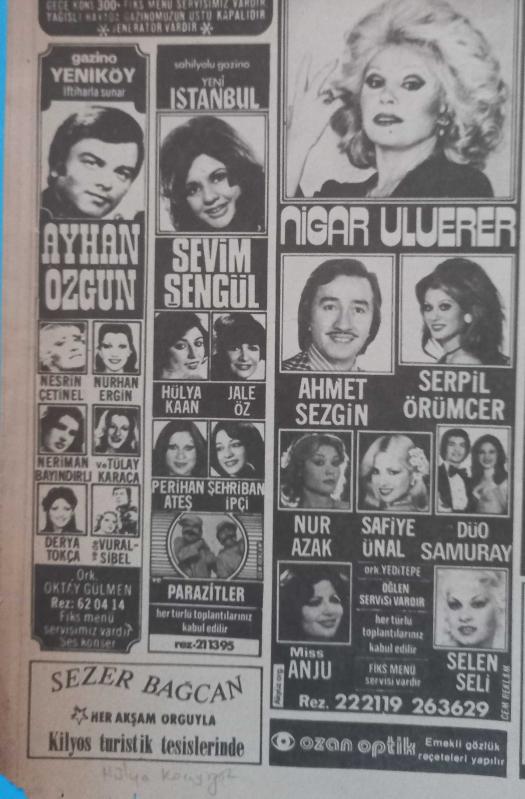 GECE KONS 300+ FİKS MENÜ SERVİSİMİZ VARDIR
YAĞIŞLI HAVADA GAZİNOMUZUN ÜSTÜ KAPALIDIR
JENERATÖR VARDIR
gazino
YENİKÖY
iftiharla sunar
AYHAN
ÖZGUN
NESRİN
ÇETİNEL
NURHAN
ERGİN
NERİMAN
BAYINDIRLI
ve TÜLAY
KARACA
DERYA
TOKÇA
VURAL-
SİBEL
Ork.
OKTAY GÜLMEN
Rez: 62 04 14
Fiks menü
servisimiz vardır
Ses konser
sahilyolu gazino
YENİ
İSTANBUL
SEVİM
ŞENGÜL
HÜLYA
KAAN
JALE
ÖZ
PERİHAN
ATEŞ
ŞEHRİBAN
İPÇİ
ve
PARAZİTLER
her türlü toplantılarınız
kabul edilir
rez-211395
NİGAR ULUERER
AHMET
SEZGİN
SERPİL
ÖRÜMCER
NUR
AZAK
SAFİYE
ÜNAL
DÜO
SAMURAY
Miss
ANJU
ork. YEDİTEPE
ÖĞLEN
SERVİSİ VARDIR
her türlü
toplantılarınız
kabul edilir
FİKS MENÜ
servisi vardır
SELEN
SELİ
Rez. 222119 263629
CEM REKLAM
SEZER BAĞCAN
HER AKŞAM ORGUYLA
Kilyos turistik tesislerinde
ozan optik
Emekli gözlük
reçeteleri yapılır